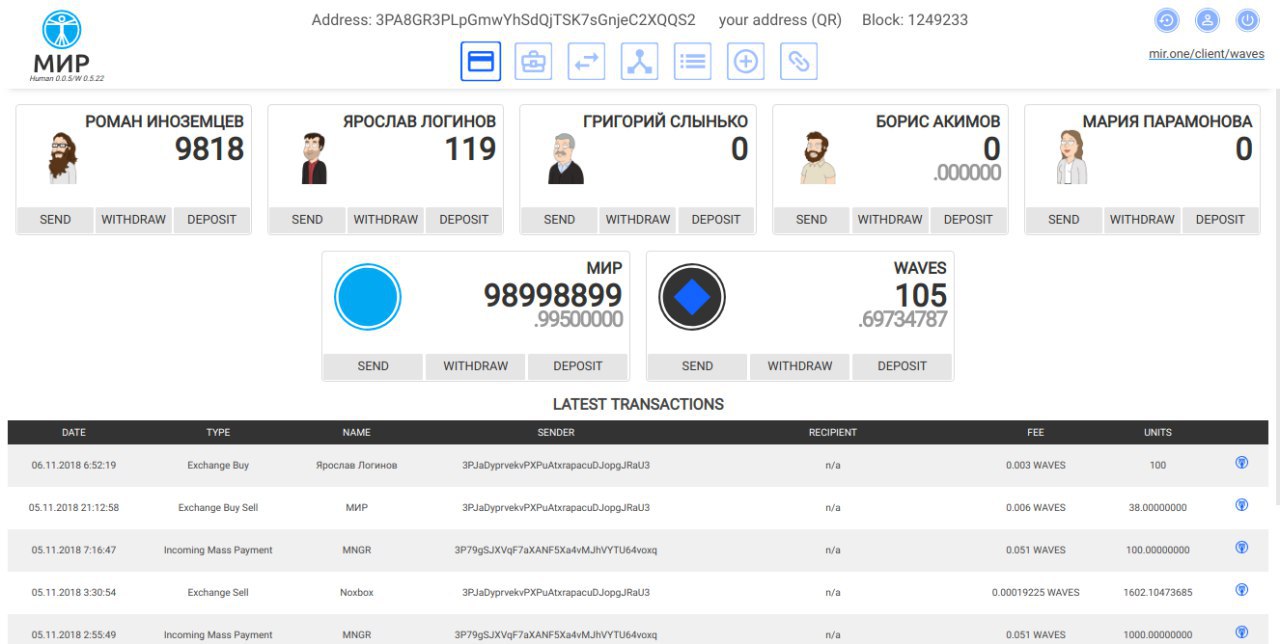 Address: 3PA8GR3PLpGmwYhSdQjTSK7sGnjeC2XQQS2 your address (QR) Block: 1249233
МИР
Human 0.0.5/W 0.5.22
mir.one/client/waves
РОМАН ИНОЗЕМЦЕВ
9818
SEND WITHDRAW DEPOSIT
ЯРОСЛАВ ЛОГИНОВ
119
SEND WITHDRAW DEPOSIT
ГРИГОРИЙ СЛЫНЬКО
0
SEND WITHDRAW DEPOSIT
БОРИС АКИМОВ
0
.000000
SEND WITHDRAW DEPOSIT
МАРИЯ ПАРАМОНОВА
0
SEND WITHDRAW DEPOSIT
МИР
98998899
.99500000
SEND WITHDRAW DEPOSIT
WAVES
105
.69734787
SEND WITHDRAW DEPOSIT
LATEST TRANSACTIONS
DATE TYPE NAME SENDER RECIPIENT FEE UNITS
06.11.2018 6:52:19 Exchange Buy Ярослав Логинов 3PJaDyprvekvPXPuAtxrapacuDJopgJRaU3 n/a 0.003 WAVES 100
05.11.2018 21:12:58 Exchange Buy Sell МИР 3PJaDyprvekvPXPuAtxrapacuDJopgJRaU3 n/a 0.006 WAVES 38.00000000
05.11.2018 7:16:47 Incoming Mass Payment MNGR 3P79gSJXVqF7aXANF5Xa4vMJhVYTU64voxq n/a 0.051 WAVES 100.00000000
05.11.2018 3:30:54 Exchange Sell Noxbox 3PJaDyprvekvPXPuAtxrapacuDJopgJRaU3 n/a 0.00019225 WAVES 1602.10473685
05.11.2018 2:55:49 Incoming Mass Payment MNGR 3P79gSJXVqF7aXANF5Xa4vMJhVYTU64voxq n/a 0.051 WAVES 1000.00000000